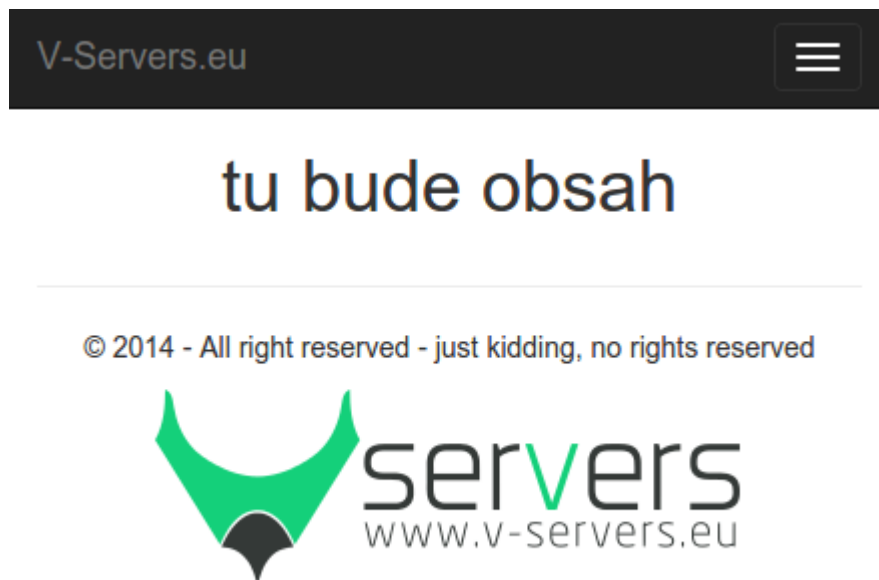 V-Servers.eu
tu bude obsah
© 2014 - All right reserved - just kidding, no rights reserved
servers
www.v-servers.eu